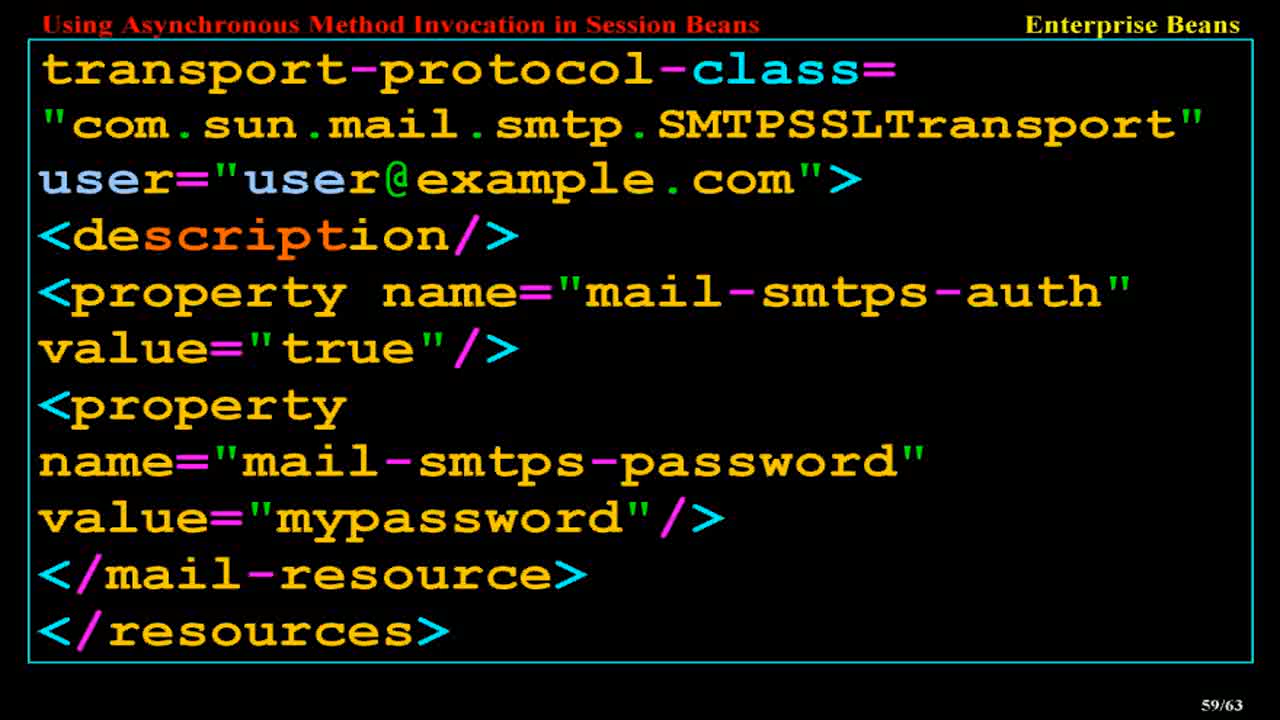 Using Asynchronous Method Invocation in Session Beans
Enterprise Beans
transport-protocol-class=
"com.sun.mail.smtp.SMTPSSLTransport"
user="user@example.com">
<description/>
<property name="mail-smtps-auth"
value="true"/>
<property
name="mail-smtps-password"
value="mypassword"/>
</mail-resource>
</resources>
59/63